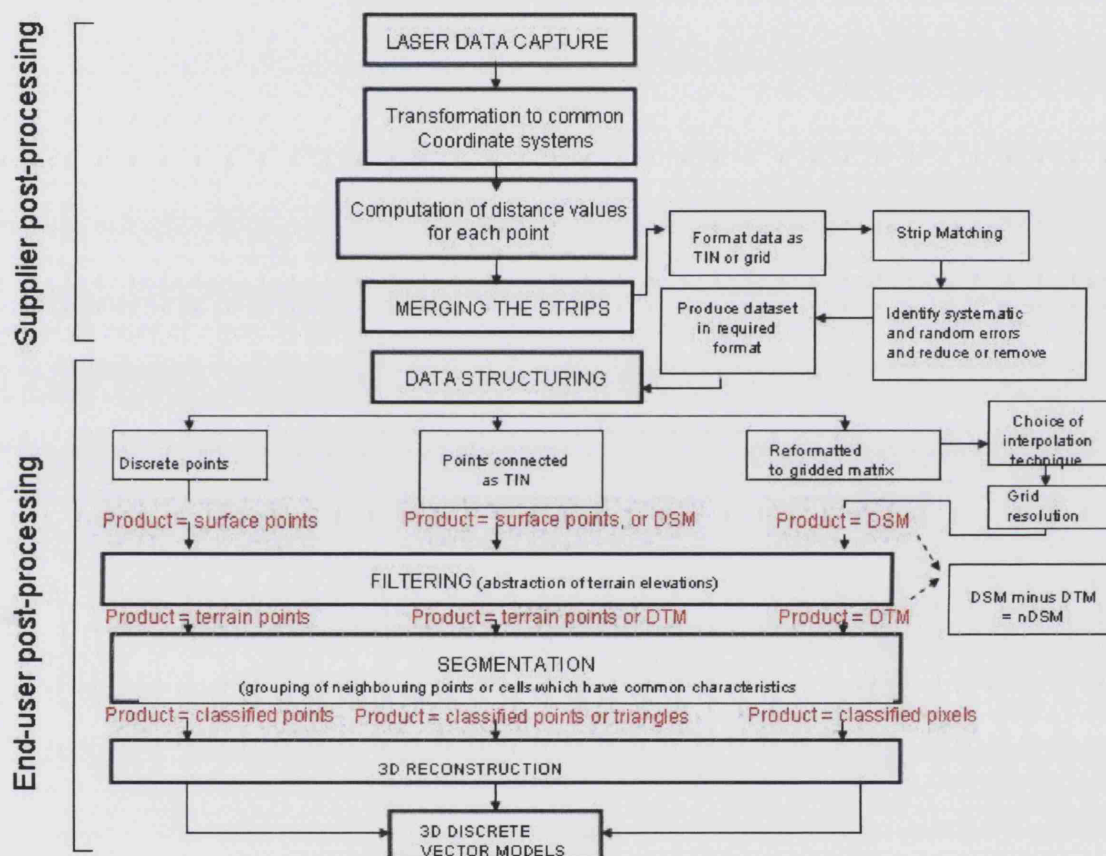 Supplier post-processing
LASER DATA CAPTURE
Transformation to common
Coordinate systems
Computation of distance values
for each point
MERGING THE STRIPS
Format data as
TIN or grid
Strip Matching
Identify systematic
and random errors
and reduce or remove
Produce dataset
in required
format
End-user post-processing
DATA STRUCTURING
Discrete points
Points connected
as TIN
Reformatted
to gridded matrix
Choice of
interpolation
technique
Grid
resolution
Product = surface points
Product = surface points, or DSM
Product = DSM
FILTERING (abstraction of terrain elevations)
DSM minus DTM
= nDSM
Product = terrain points
Product = terrain points or DTM
Product = DTM
SEGMENTATION
(grouping of neighbouring points or cells which have common characteristics
Product = classified points
Product = classified points or triangles
Product = classified pixels
3D RECONSTRUCTION
3D DISCRETE
VECTOR MODELS